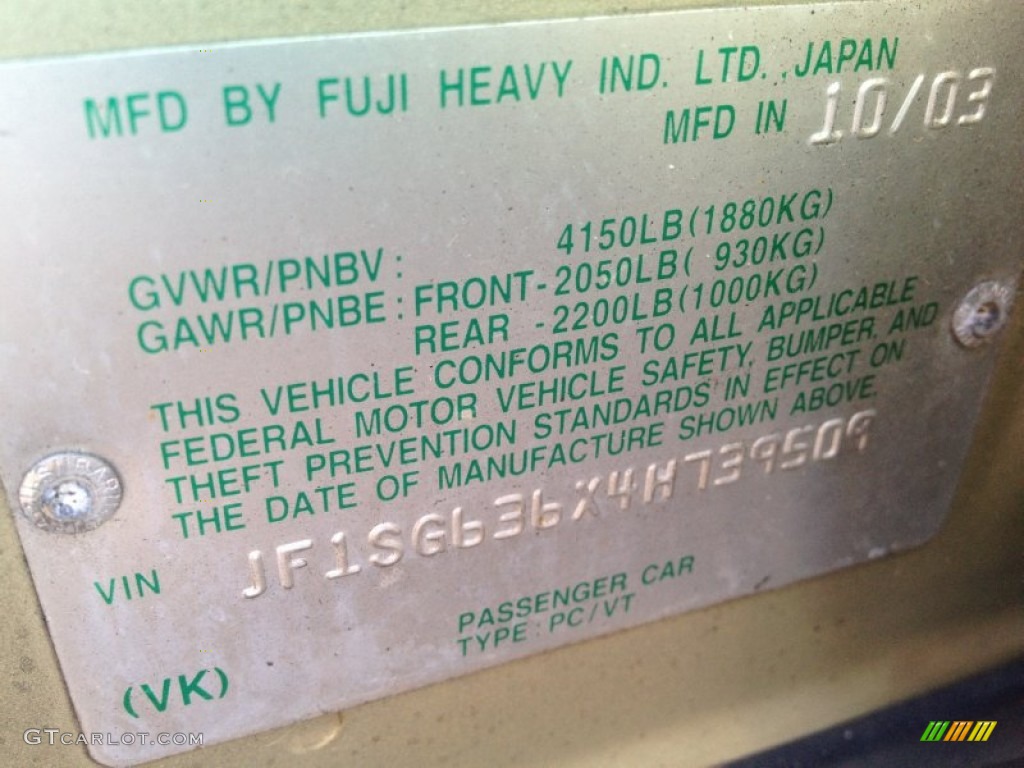 MFD BY FUJI HEAVY IND. LTD., JAPAN
MFD IN 10/03
GVWR/PNBV : 4150LB(1880KG)
GAWR/PNBE : FRONT-2050LB( 930KG)
REAR -2200LB(1000KG)
THIS VEHICLE CONFORMS TO ALL APPLICABLE
FEDERAL MOTOR VEHICLE SAFETY, BUMPER, AND
THEFT PREVENTION STANDARDS IN EFFECT ON
THE DATE OF MANUFACTURE SHOWN ABOVE.
VIN JF1SG636X4H739509
PASSENGER CAR
TYPE : PC/VT
(VK)
GTCARLOT.COM